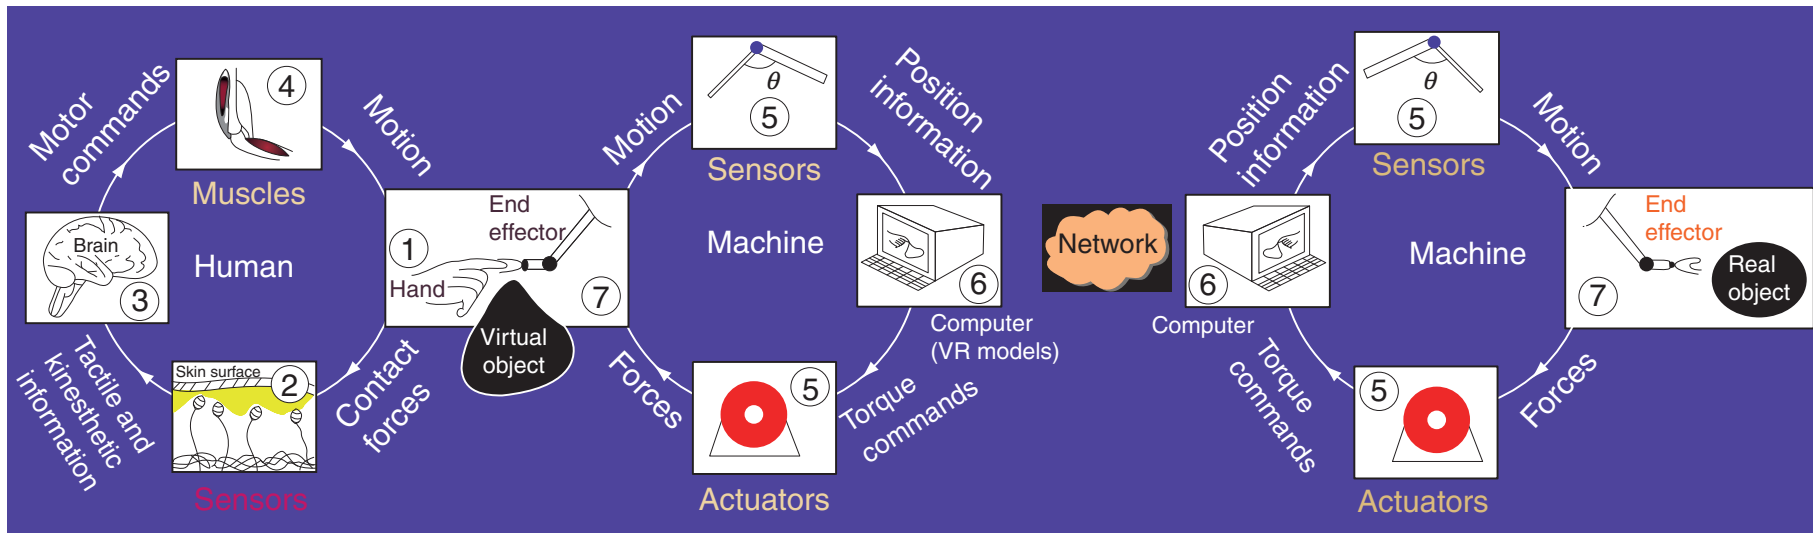 Motor
commands
4
Muscles
Motion
Brain
3
Human
Tactile and
kinesthetic
information
Skin surface
2
Sensors
Contact
forces
1
Hand
End
effector
7
Virtual
object
Motion
θ
5
Sensors
Position
information
Machine
6
Computer
(VR models)
Forces
5
Actuators
Torque
commands
Network
Position
information
θ
5
Sensors
Motion
6
Computer
Machine
End
effector
7
Real
object
Torque
commands
5
Actuators
Forces